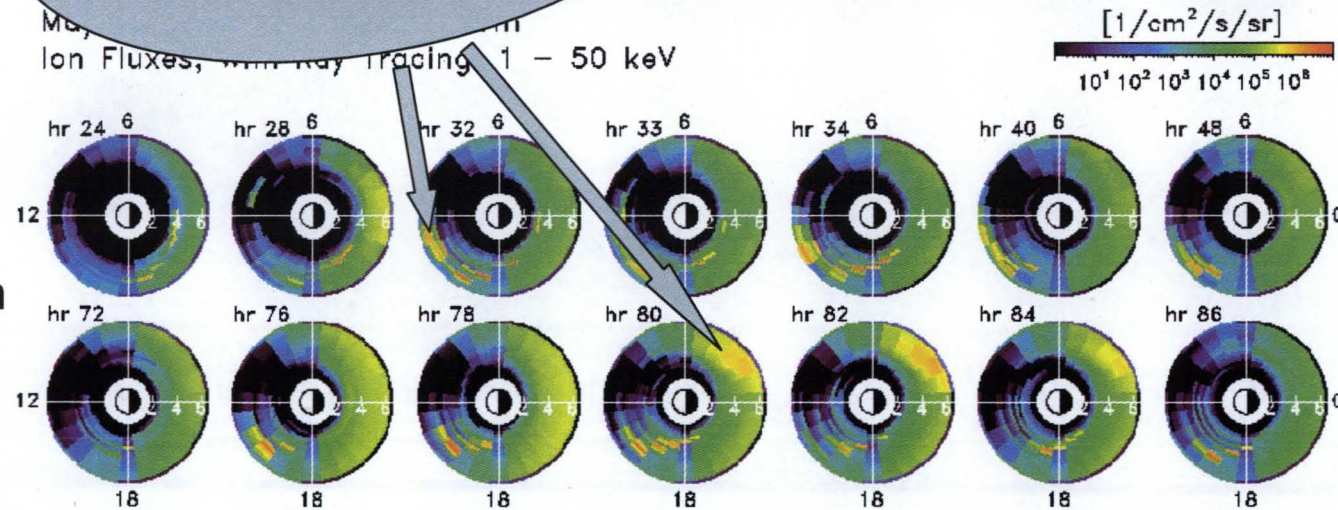 Ion Fluxes, with Ray Tracing, 1 – 50 keV
[1/cm²/s/sr]
10¹ 10² 10³ 10⁴ 10⁵ 10⁶
hr 24 6 hr 28 6 hr 32 6 hr 33 6 hr 34 6 hr 40 6 hr 48 6
12 2 4 6 2 4 6 2 4 6 2 4 6 2 4 6 2 4 6 2 4 6 0
hr 72 hr 76 hr 78 hr 80 hr 82 hr 84 hr 86
12 2 4 6 2 4 6 2 4 6 2 4 6 2 4 6 2 4 6 2 4 6 0
18 18 18 18 18 18 18